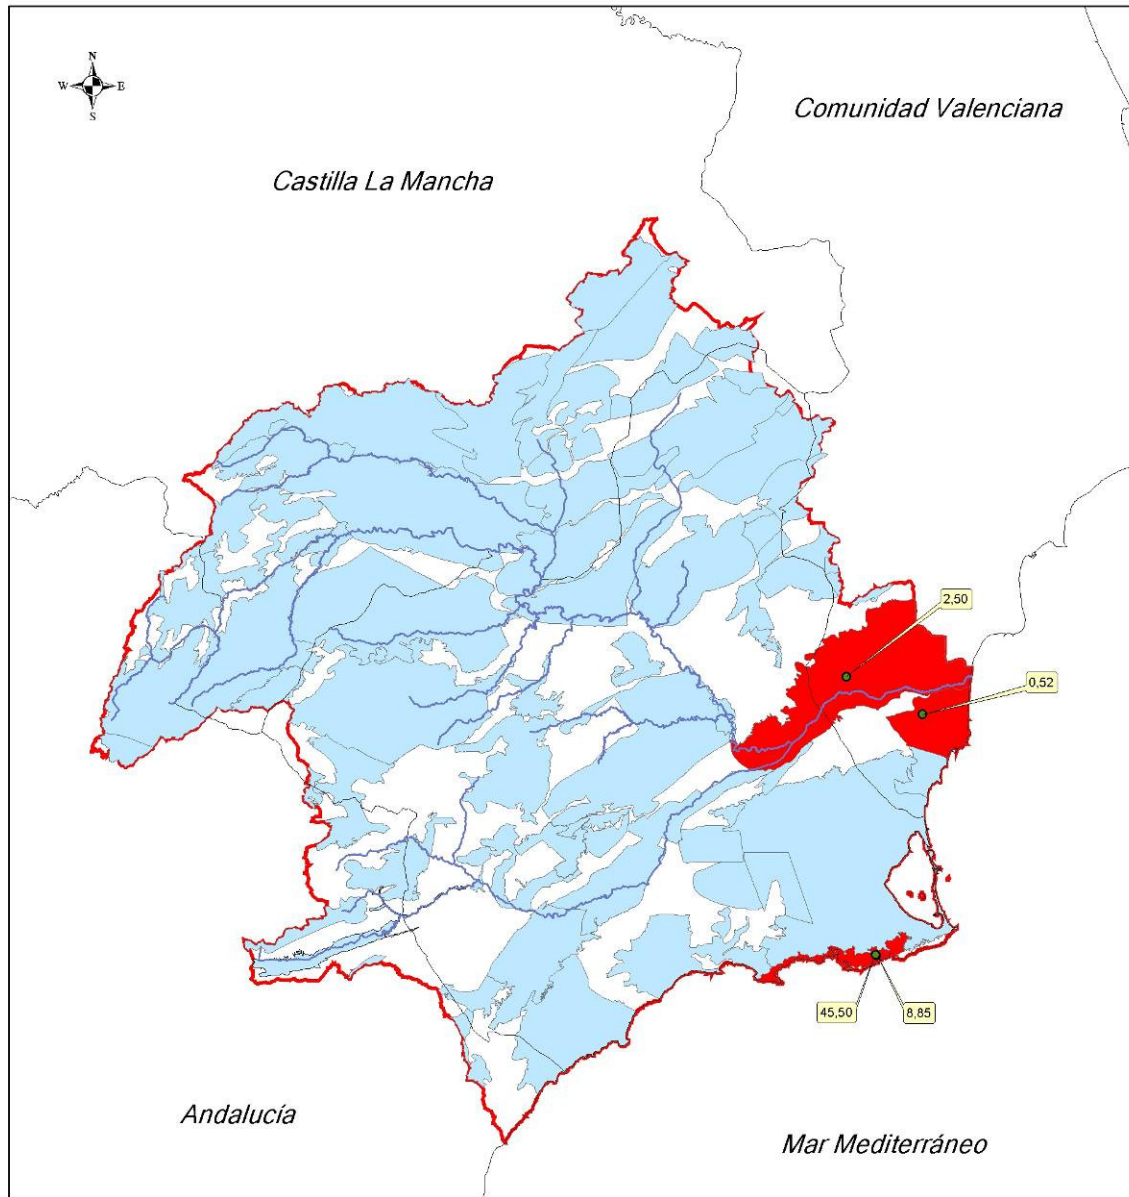 N
W E
S
Comunidad Valenciana
Castilla La Mancha
2,50
0,52
45,50 8,85
Andalucía
Mar Mediterráneo